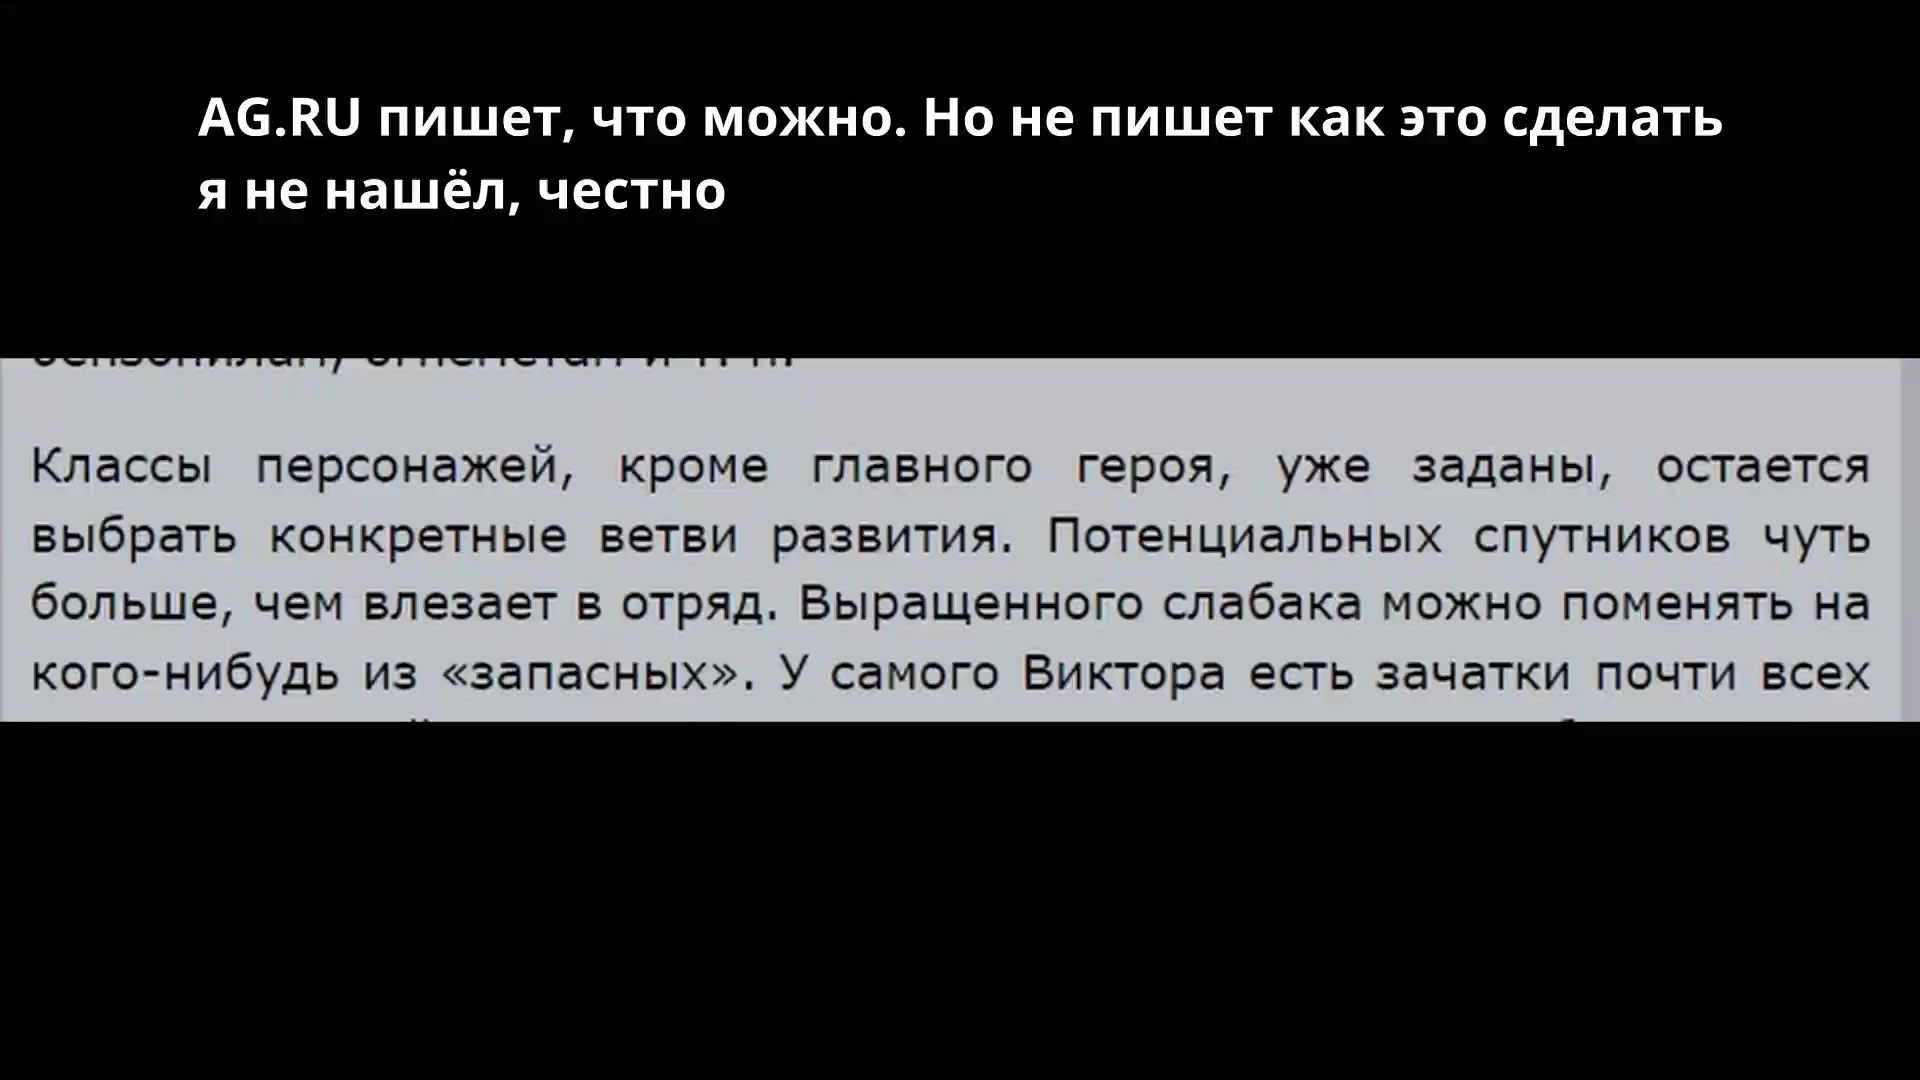 AG.RU пишет, что можно. Но не пишет как это сделать
я не нашёл, честно
Классы персонажей, кроме главного героя, уже заданы, остается
выбрать конкретные ветви развития. Потенциальных спутников чуть
больше, чем влезает в отряд. Выращенного слабака можно поменять на
кого-нибудь из «запасных». У самого Виктора есть зачатки почти всех